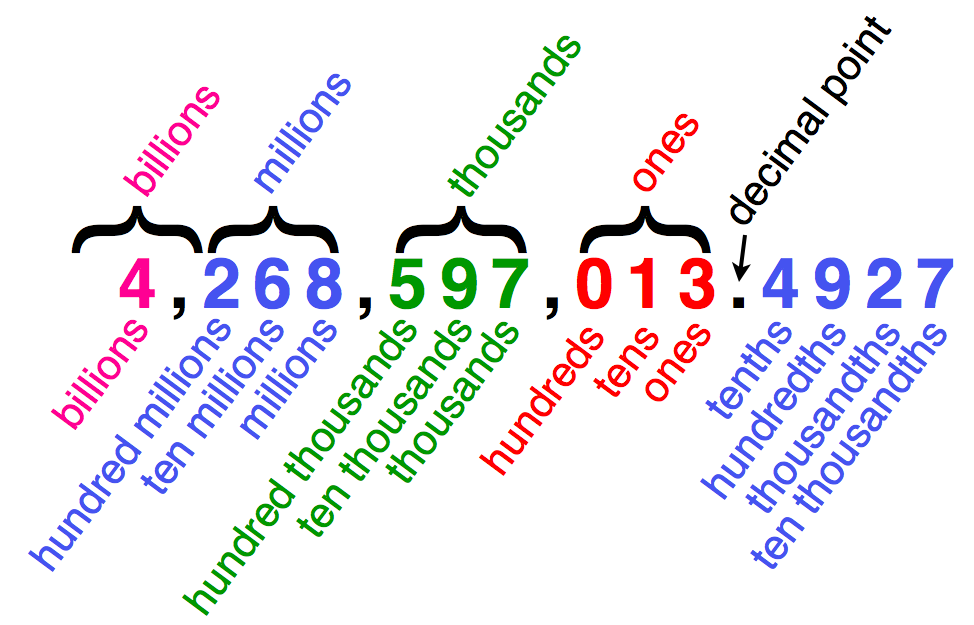 billions
millions
thousands
ones
decimal point
4,268,597,013.4927
billions
hundred millions
ten millions
millions
hundred thousands
ten thousands
thousands
hundreds
tens
ones
tenths
hundredths
thousandths
ten thousandths